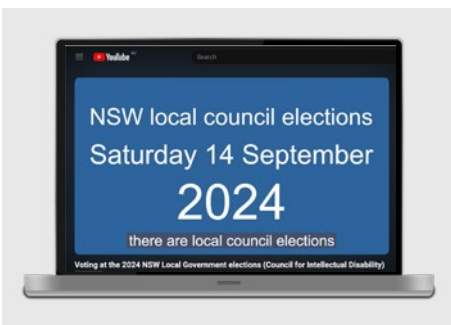 YouTube
Search
NSW local council elections
Saturday 14 September
2024
there are local council elections
Voting at the 2024 NSW Local Government elections (Council for Intellectual Disability)